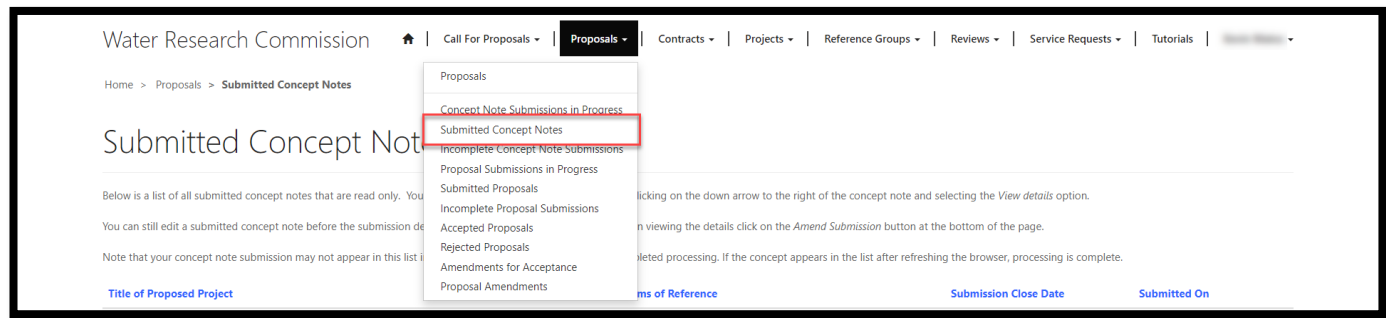 Water Research Commission | Call For Proposals | Proposals | Contracts | Projects | Reference Groups | Reviews | Service Requests | Tutorials |
Home > Proposals > Submitted Concept Notes
Submitted Concept Not
Below is a list of all submitted concept notes that are read only. You
licking on the down arrow to the right of the concept note and selecting the View details option.
You can still edit a submitted concept note before the submission de
n viewing the details click on the Amend Submission button at the bottom of the page.
Note that your concept note submission may not appear in this list i
pleted processing. If the concept appears in the list after refreshing the browser, processing is complete.
Title of Proposed Project
ms of Reference
Submission Close Date
Submitted On
Proposals
Concept Note Submissions in Progress
Submitted Concept Notes
Incomplete Concept Note Submissions
Proposal Submissions in Progress
Submitted Proposals
Incomplete Proposal Submissions
Accepted Proposals
Rejected Proposals
Amendments for Acceptance
Proposal Amendments